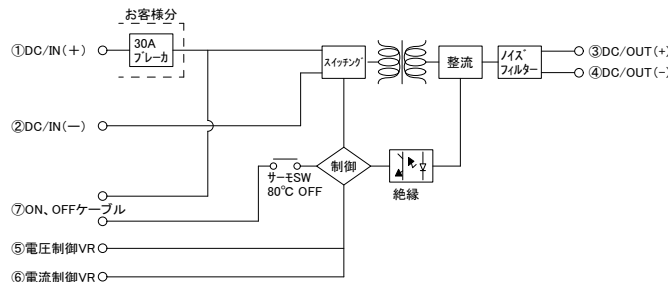 お客様分
①DC/IN(＋)
30A
ブレーカ
スイッチング
整流
ノイズ
フィルター
③DC/OUT(+)
④DC/OUT(-)
②DC/IN(ー)
サーモSW
80℃ OFF
制御
絶縁
⑦ON、OFFケーブル
⑤電圧制御VR
⑥電流制御VR